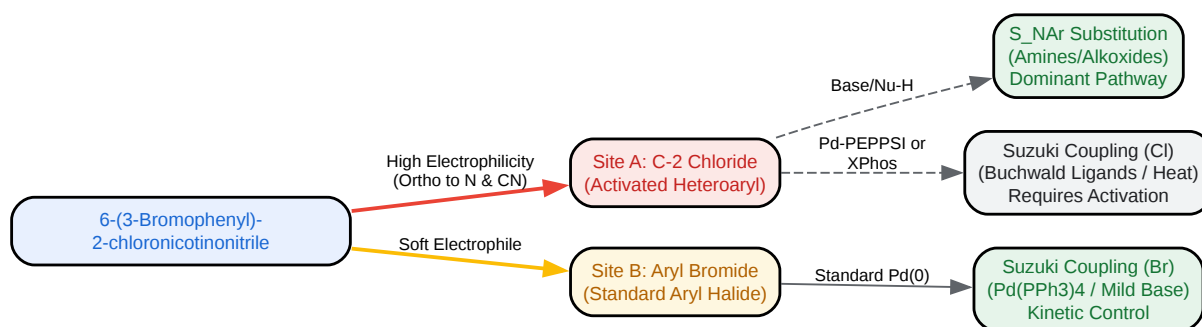 6-(3-Bromophenyl)-
2-chloronicotinonitrile
High Electrophilicity
(Ortho to N & CN)
Soft Electrophile
Site A: C-2 Chloride
(Activated Heteroaryl)
Site B: Aryl Bromide
(Standard Aryl Halide)
Base/Nu-H
Pd-PEPPSI or
XPhos
Standard Pd(0)
S_NAr Substitution
(Amines/Alkoxides)
Dominant Pathway
Suzuki Coupling (Cl)
(Buchwald Ligands / Heat)
Requires Activation
Suzuki Coupling (Br)
(Pd(PPh3)4 / Mild Base)
Kinetic Control